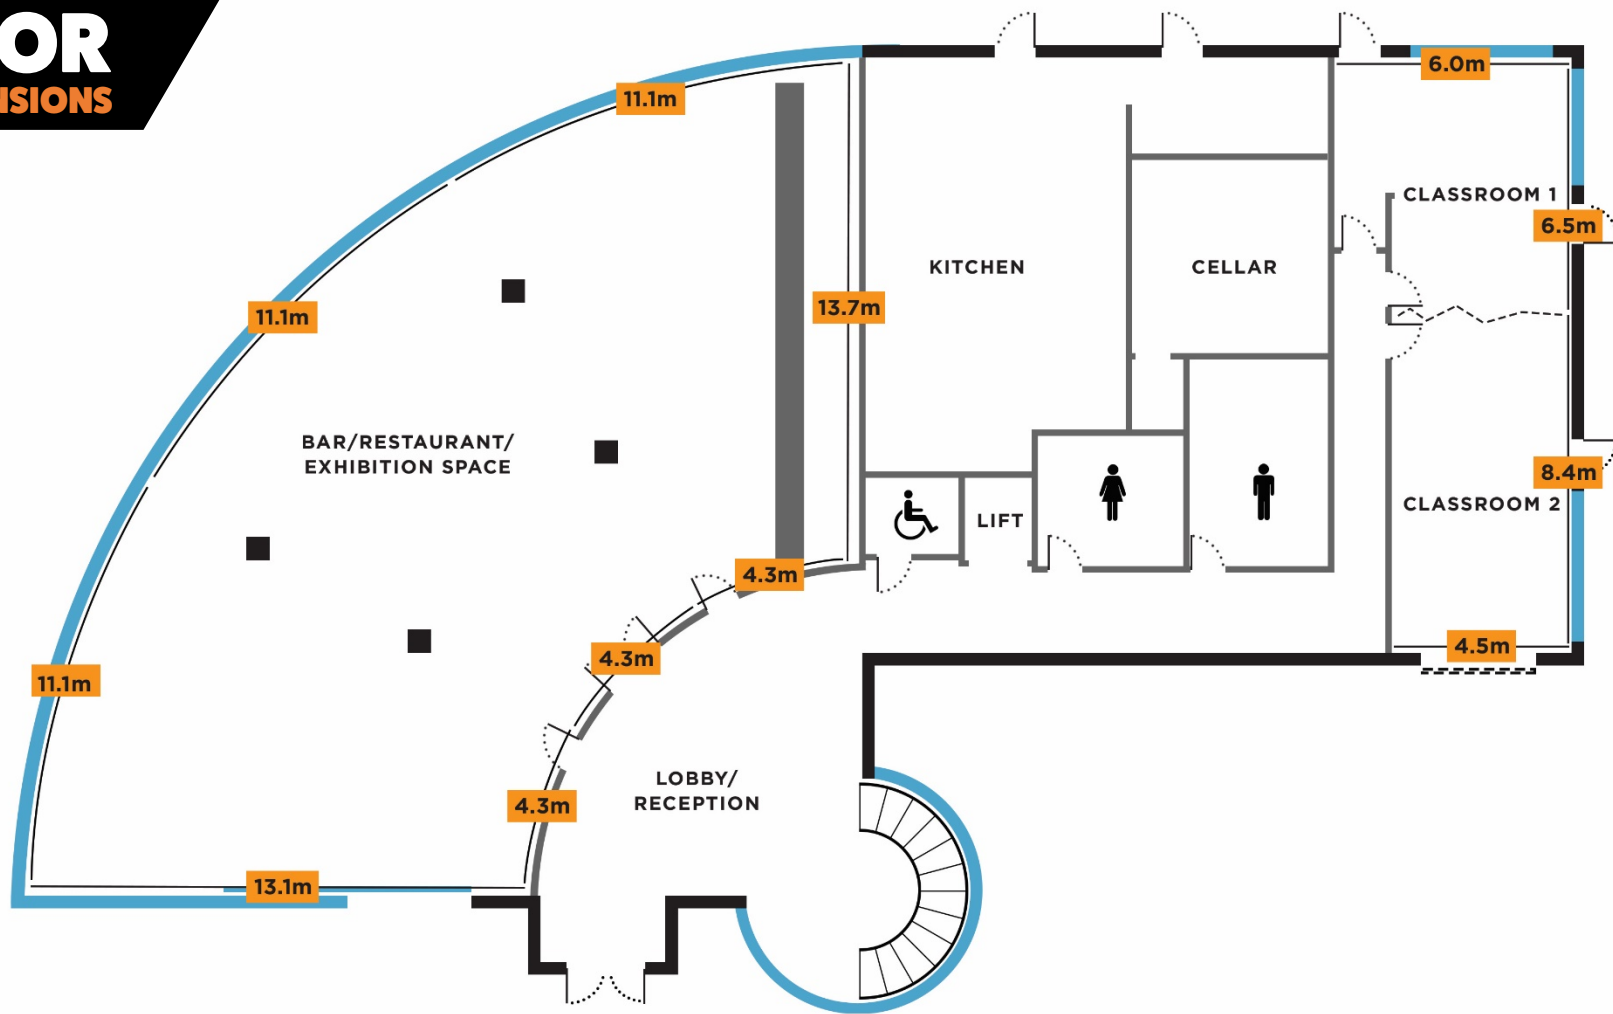 OR
NSIONS
6.0m
11.1m
CLASSROOM 1
6.5m
KITCHEN
CELLAR
13.7m
11.1m
BAR/RESTAURANT/
EXHIBITION SPACE
8.4m
CLASSROOM 2
LIFT
4.3m
4.5m
4.3m
11.1m
LOBBY/
RECEPTION
4.3m
13.1m